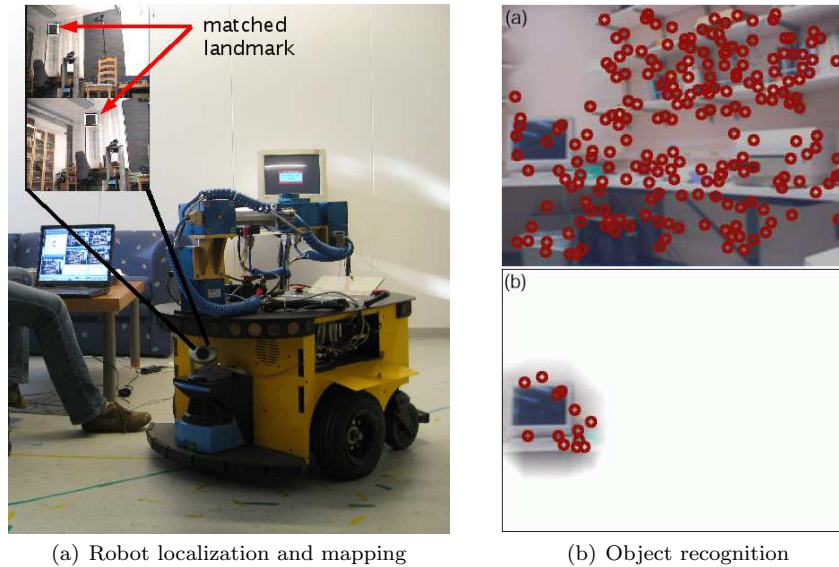 matched
landmark
(a)
(b)
(a) Robot localization and mapping
(b) Object recognition